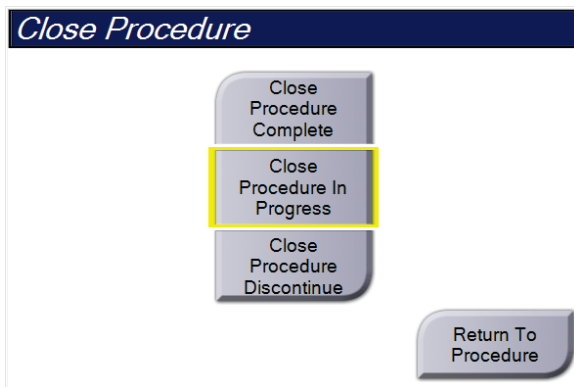 Close Procedure
Close
Procedure
Complete
Close
Procedure In
Progress
Close
Procedure
Discontinue
Return To
Procedure